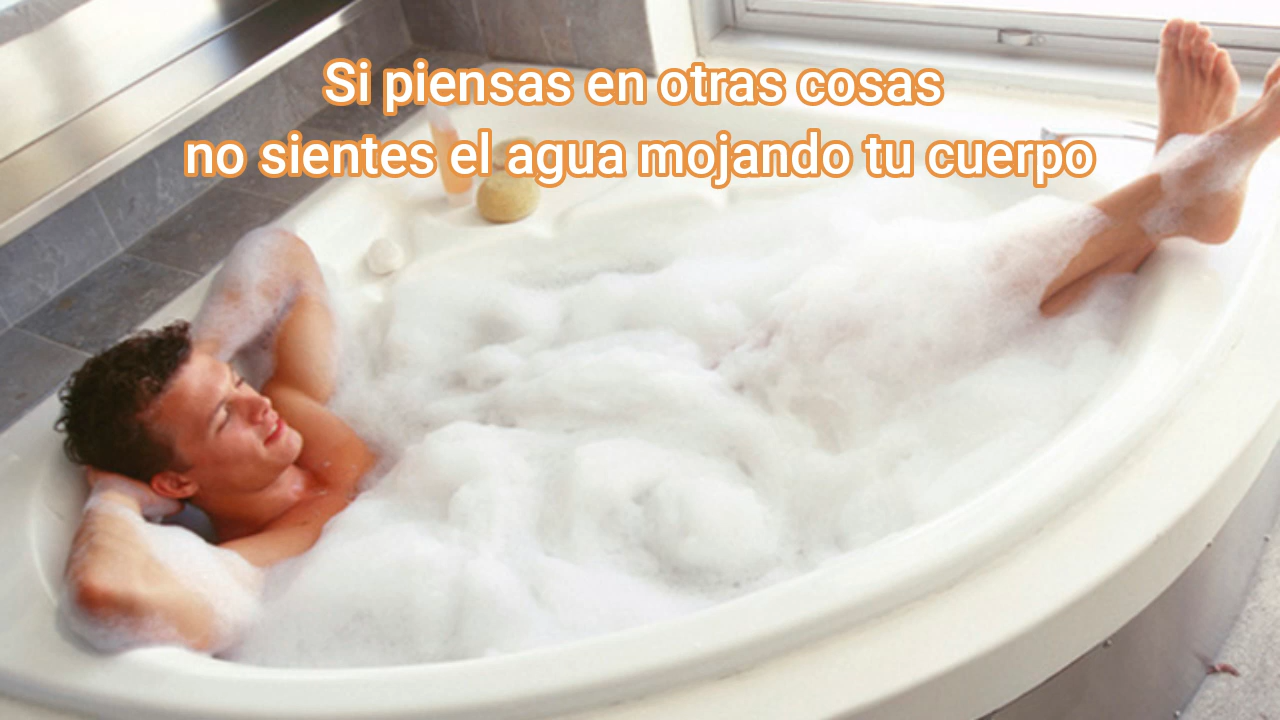 Si piensas en otras cosas
no sientes el agua mojando tu cuerpo